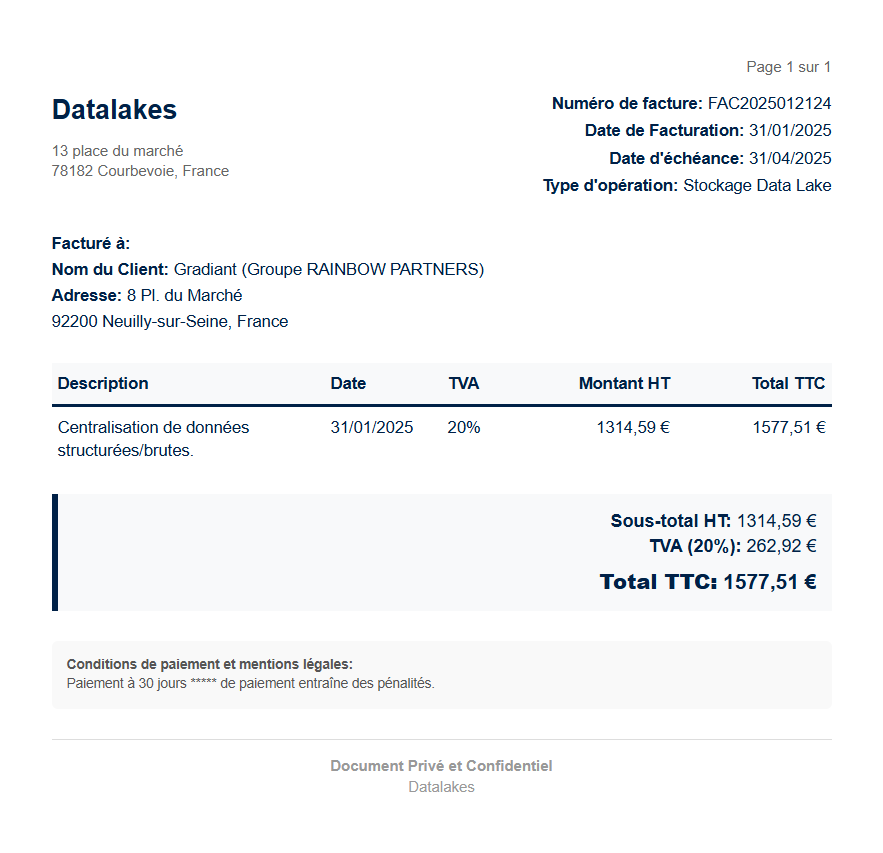 Page 1 sur 1
Datalakes
13 place du marché
78182 Courbevoie, France
Numéro de facture: FAC2025012124
Date de Facturation: 31/01/2025
Date d'échéance: 31/04/2025
Type d'opération: Stockage Data Lake
Facturé à:
Nom du Client: Gradiant (Groupe RAINBOW PARTNERS)
Adresse: 8 Pl. du Marché
92200 Neuilly-sur-Seine, France
Description Date TVA Montant HT Total TTC
Centralisation de données 31/01/2025 20% 1314,59 € 1577,51 €
structurées/brutes.
Sous-total HT: 1314,59 €
TVA (20%): 262,92 €
Total TTC: 1577,51 €
Conditions de paiement et mentions légales:
Paiement à 30 jours ***** de paiement entraîne des pénalités.
Document Privé et Confidentiel
Datalakes